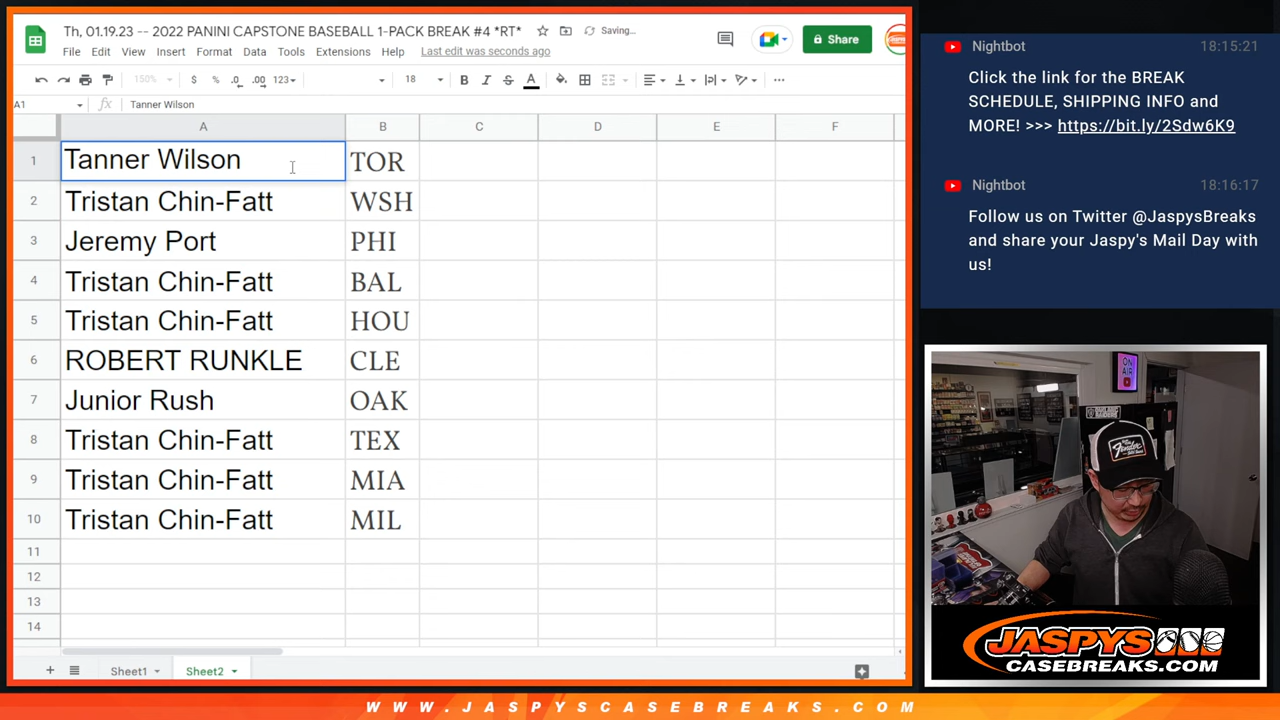 Th, 01.19.23 -- 2022 PANINI CAPSTONE BASEBALL 1-PACK BREAK #4 *RT*
Saving...
File Edit View Insert Format Data Tools Extensions Help Last edit was seconds ago
Share
150% $ % .0 .00 123 18 B I S A
A1 fx Tanner Wilson
A B C D E F
1 Tanner Wilson TOR
2 Tristan Chin-Fatt WSH
3 Jeremy Port PHI
4 Tristan Chin-Fatt BAL
5 Tristan Chin-Fatt HOU
6 ROBERT RUNKLE CLE
7 Junior Rush OAK
8 Tristan Chin-Fatt TEX
9 Tristan Chin-Fatt MIA
10 Tristan Chin-Fatt MIL
11
12
13
14
Sheet1 Sheet2
Nightbot 18:15:21
Click the link for the BREAK
SCHEDULE, SHIPPING INFO and
MORE! >>> https://bit.ly/2Sdw6K9
Nightbot 18:16:17
Follow us on Twitter @JaspysBreaks
and share your Jaspy's Mail Day with
us!
ON AIR
Fender
JASPYS
CASEBREAKS.COM
WWW.JASPYSCASEBREAKS.COM